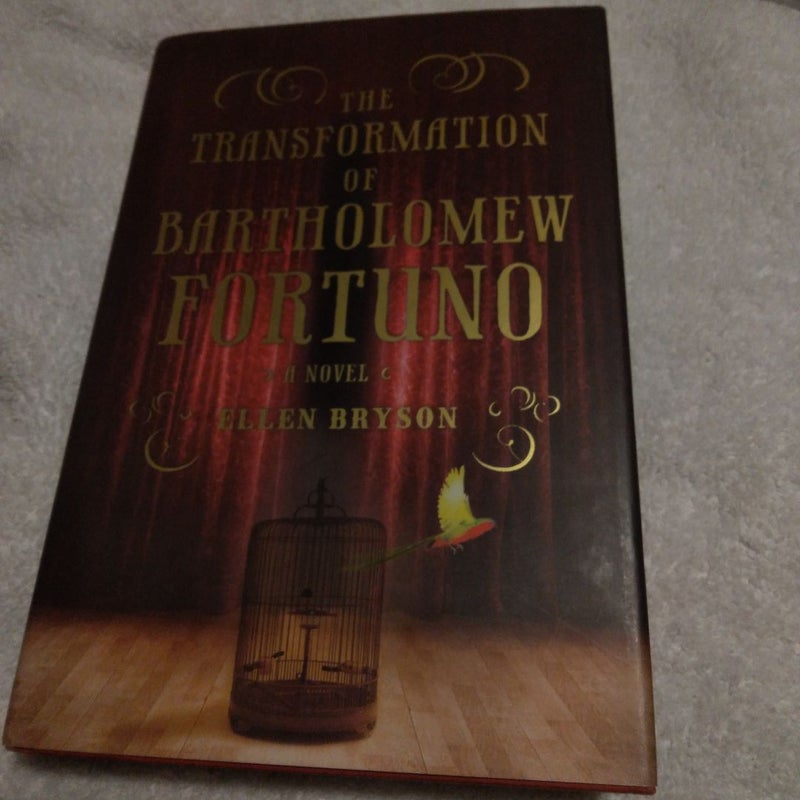 THE
TRANSFORMATION
OF
BARTHOLOMEW
FORTUNO
A NOVEL
ELLEN BRYSON